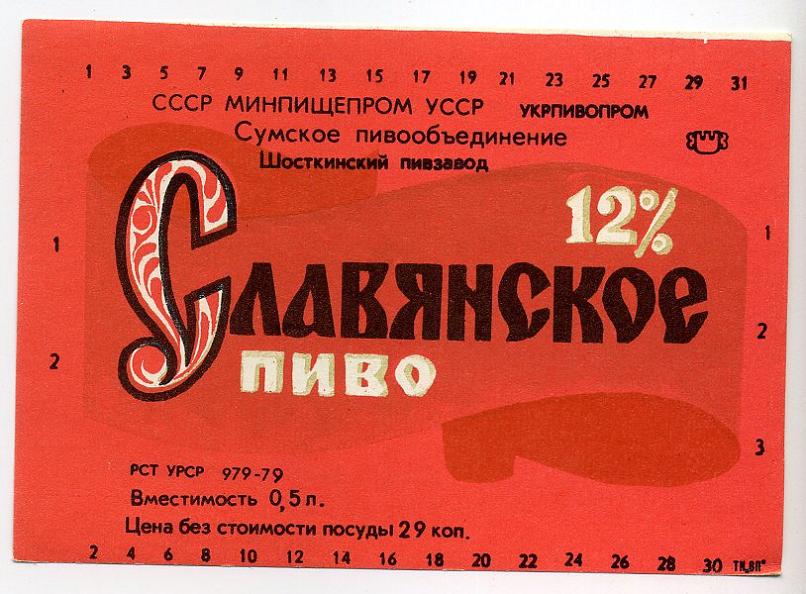 1 3 5 7 9 11 13 15 17 19 21 23 25 27 29 31
СССР МИНПИЩЕПРОМ УССР УКРПИВОПРОМ
Сумское пивообъединение
Шосткинский пивзавод
12%
1 1
Славянское
2 2
пиво
3
РСТ УРСР 979-79
Вместимость 0,5 л.
Цена без стоимости посуды 29 коп.
2 4 6 8 10 12 14 16 18 20 22 24 26 28 30